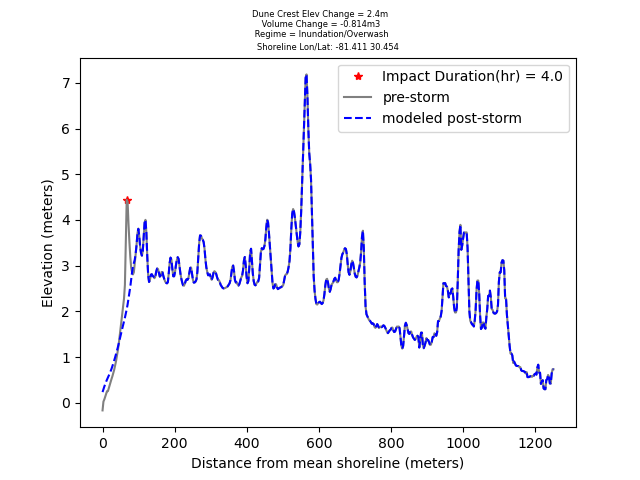 Dune Crest Elev Change = 2.4m
Volume Change = -0.814m3
Regime = Inundation/Overwash
Shoreline Lon/Lat: -81.411 30.454
Impact Duration(hr) = 4.0
pre-storm
modeled post-storm
Elevation (meters)
7
6
5
4
3
2
1
0
0
200
400
600
800
1000
1200
Distance from mean shoreline (meters)